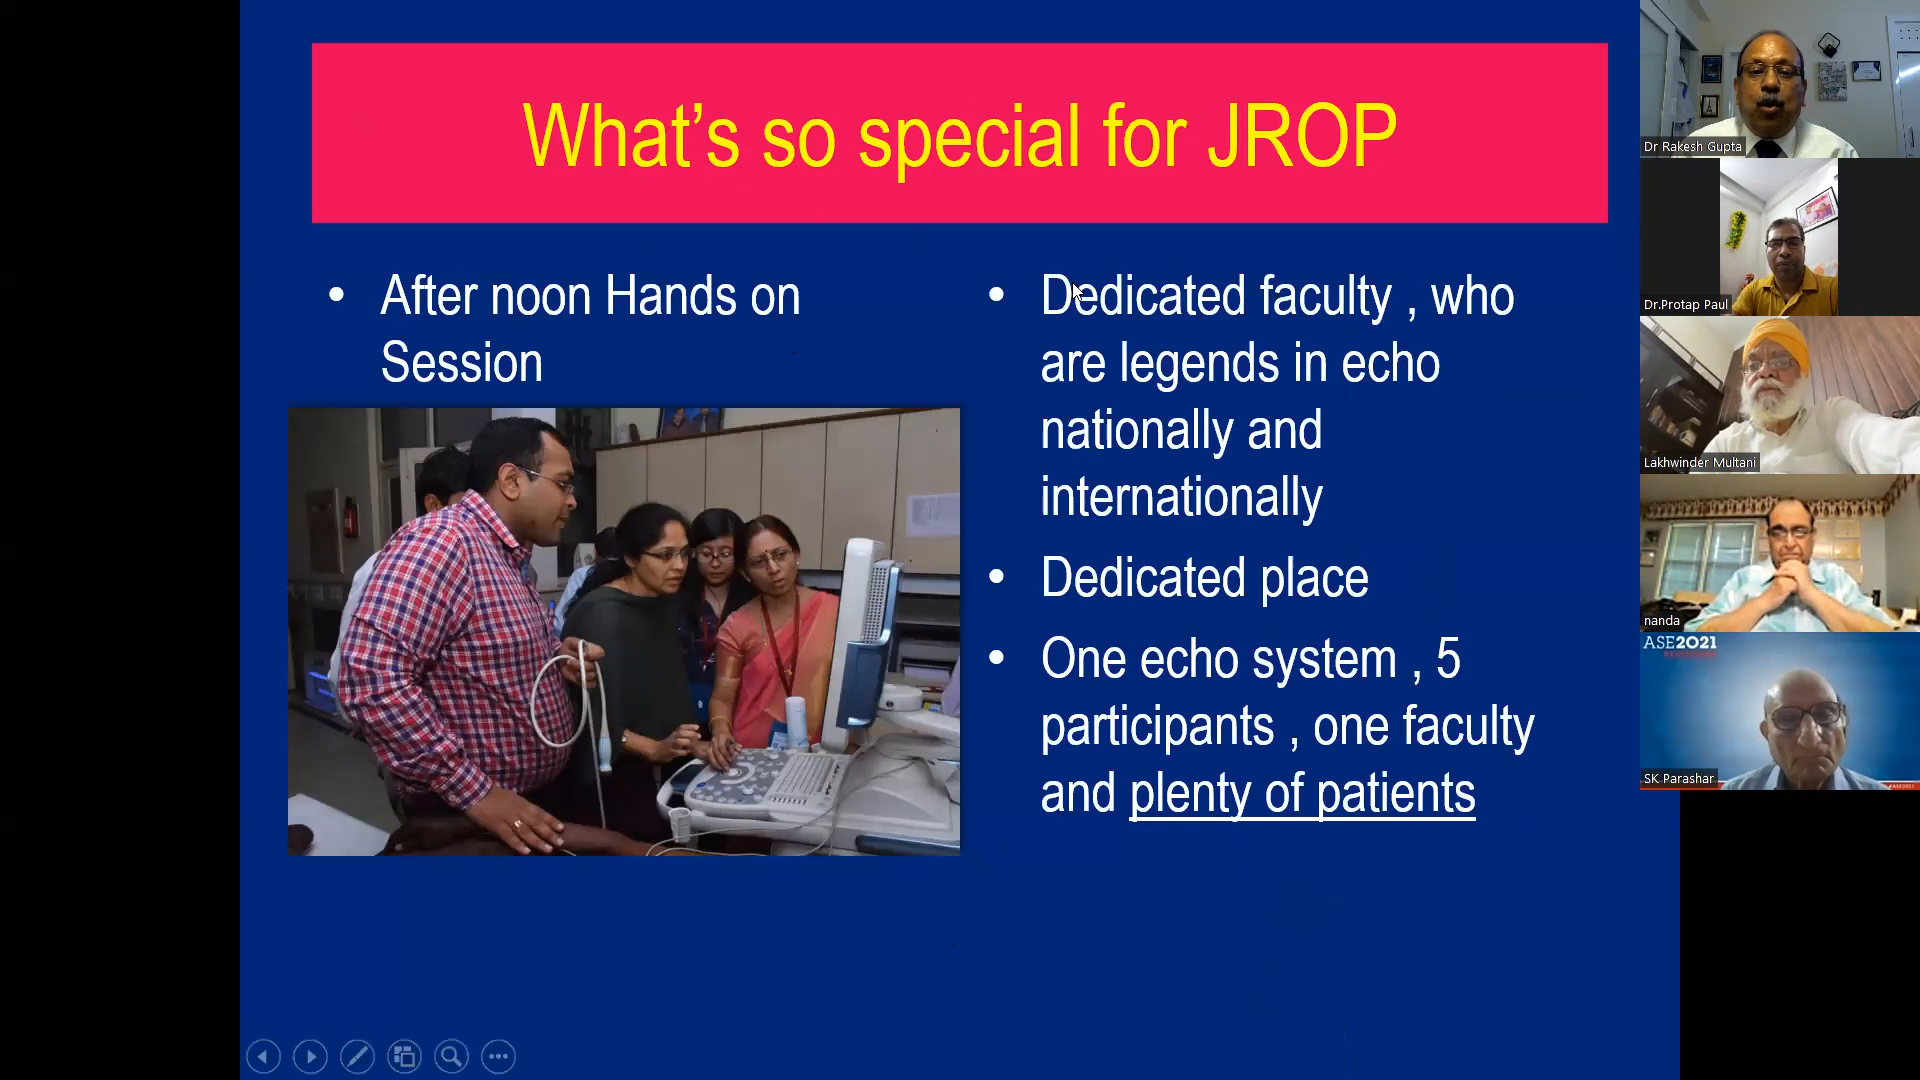 What's so special for JROP
• After noon Hands on
Session
• Dedicated faculty , who
are legends in echo
nationally and
internationally
• Dedicated place
• One echo system , 5
participants , one faculty
and plenty of patients
Dr Rakesh Gupta
Dr.Protap Paul
Lakhwinder Multani
nanda
ASE2021
SK Parashar